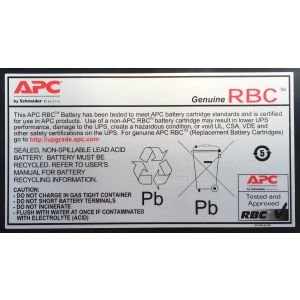 APC
by Schneider Electric
Genuine RBC™
This APC RBC™ Battery has been tested to meet APC battery cartridge standards and is certified
for use in APC products. Use of a non-APC battery cartridge may result in lower UPS
performance, damage to UPS, create a hazardous condition, or void UL, CSA, VDE and
other safety markings on your APC UPS. For genuine APC RBC™ (Replacement Battery Cartridges)
go to http://upgrade.apc.com.
SEALED, NON-SPILLABLE LEAD ACID
BATTERY. BATTERY MUST BE
RECYCLED. REFER TO USER'S
MANUAL FOR BATTERY
RECYCLING INFORMATION.
• DO NOT CHARGE IN GAS TIGHT CONTAINER
• DO NOT SHORT BATTERY TERMINALS
• DO NOT INCINERATE
• FLUSH WITH WATER AT ONCE IF CONTAMINATED
WITH ELECTROLYTE (ACID)
Pb
Pb
5
APC
by Schneider Electric
Tested and
Approved
RBC